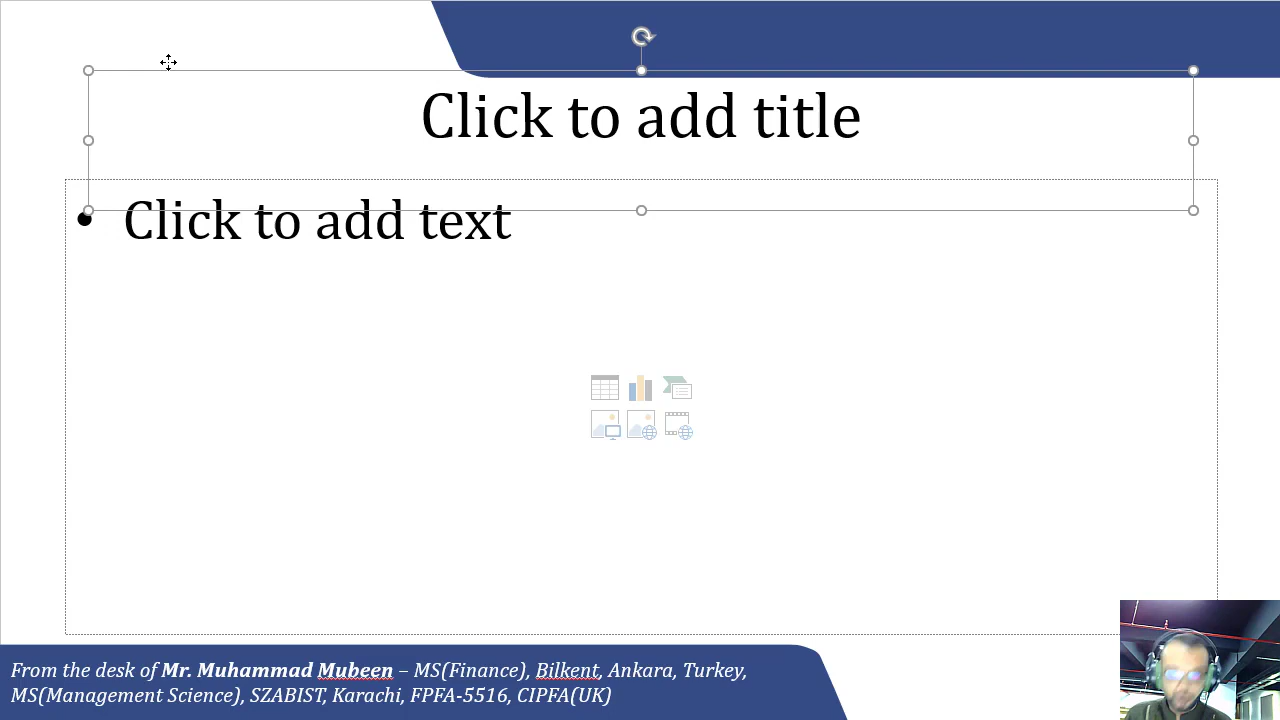 Click to add title
• Click to add text
From the desk of Mr. Muhammad Mubeen – MS(Finance), Bilkent, Ankara, Turkey,
MS(Management Science), SZABIST, Karachi, FPFA-5516, CIPFA(UK)